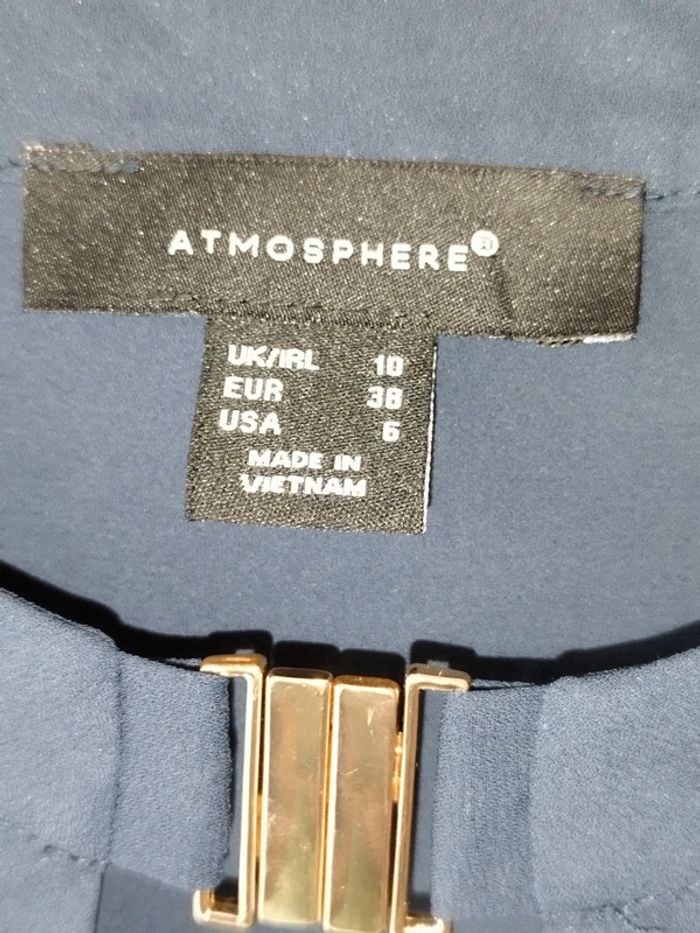 ATMOSPHERE®
UK/IRL 10
EUR 38
USA 6
MADE IN
VIETNAM